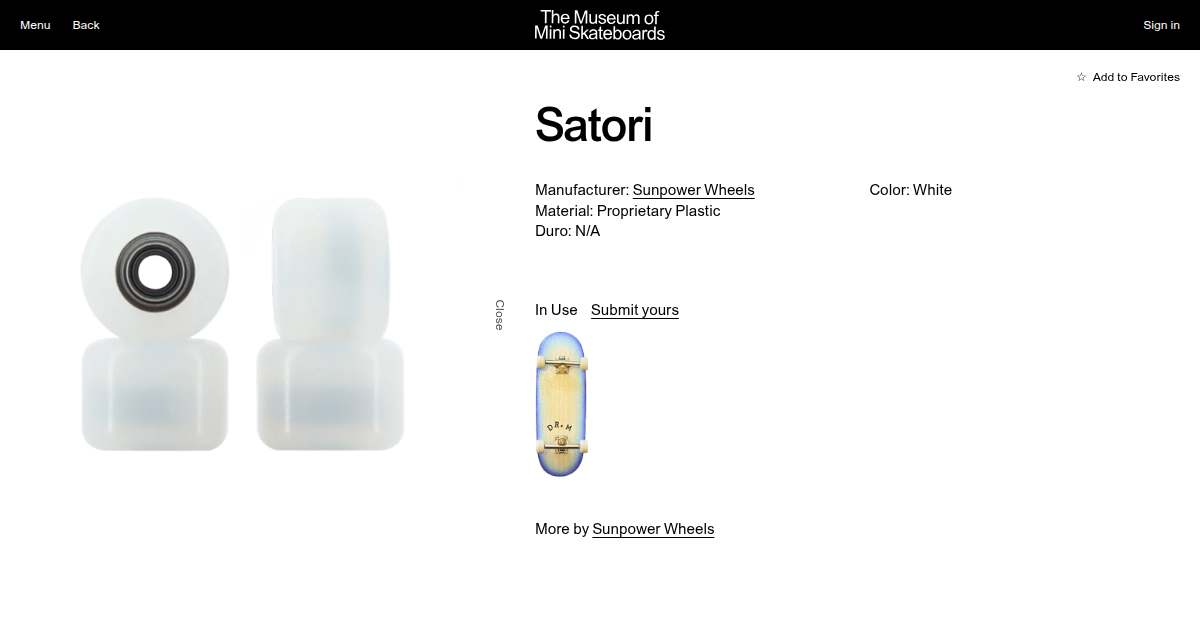 Menu
Back
The Museum of
Mini Skateboards
Sign in
☆ Add to Favorites
Satori
Manufacturer: Sunpower Wheels
Material: Proprietary Plastic
Duro: N/A
Color: White
Close
In Use
Submit yours
DR•M
More by Sunpower Wheels